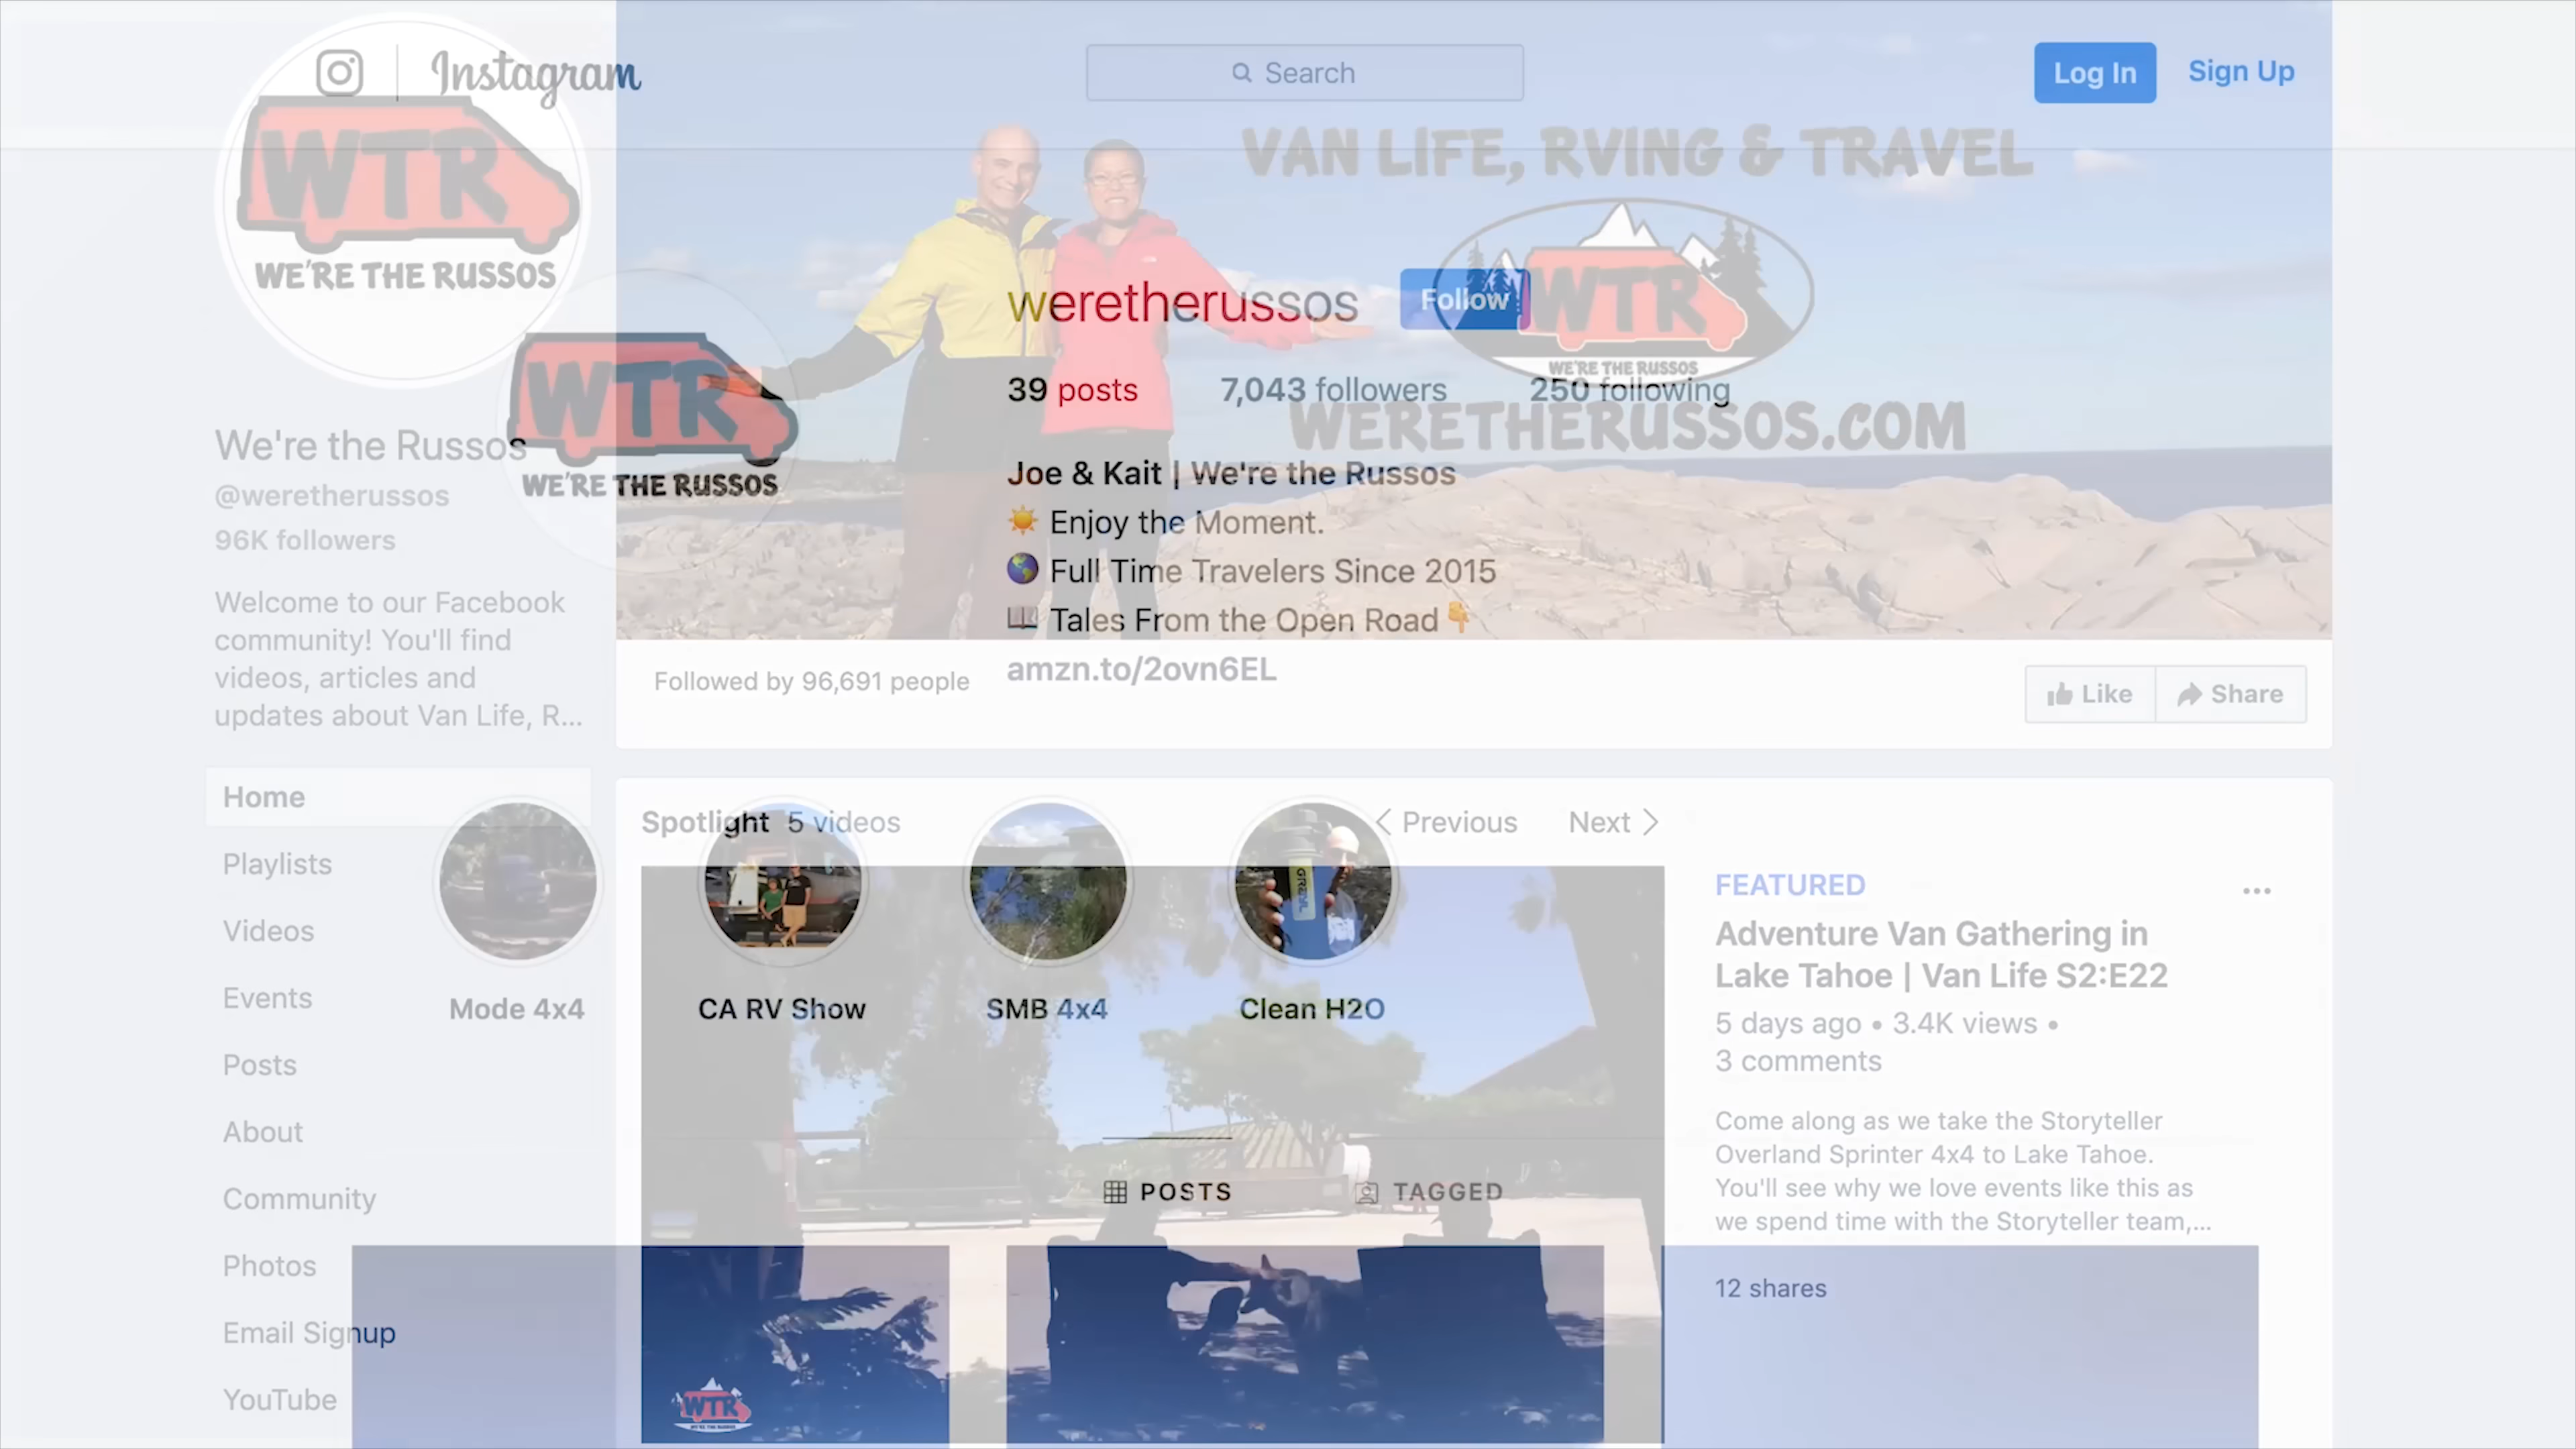 Instagram
Search
Log In
Sign Up
WTR
WE'RE THE RUSSOS
VAN LIFE, RVING & TRAVEL
WTR
WE'RE THE RUSSOS
WERETHERUSSOS.COM
weretherussos
Follow
39 posts
7,043 followers
250 following
Joe & Kait | We're the Russos
Enjoy the Moment.
Full Time Travelers Since 2015
Tales From the Open Road
amzn.to/2ovn6EL
WTR
WE'RE THE RUSSOS
We're the Russos
@weretherussos
96K followers
Welcome to our Facebook
community! You'll find
videos, articles and
updates about Van Life, R...
Followed by 96,691 people
Like
Share
Home
Playlists
Videos
Events
Posts
About
Community
Photos
Email Signup
YouTube
Spotlight 5 videos
Previous
Next
Mode 4x4
CA RV Show
SMB 4x4
Clean H2O
POSTS
TAGGED
FEATURED
Adventure Van Gathering in
Lake Tahoe | Van Life S2:E22
5 days ago • 3.4K views •
3 comments
Come along as we take the Storyteller
Overland Sprinter 4x4 to Lake Tahoe.
You'll see why we love events like this as
we spend time with the Storyteller team,...
12 shares
WTR
WE'RE THE RUSSOS